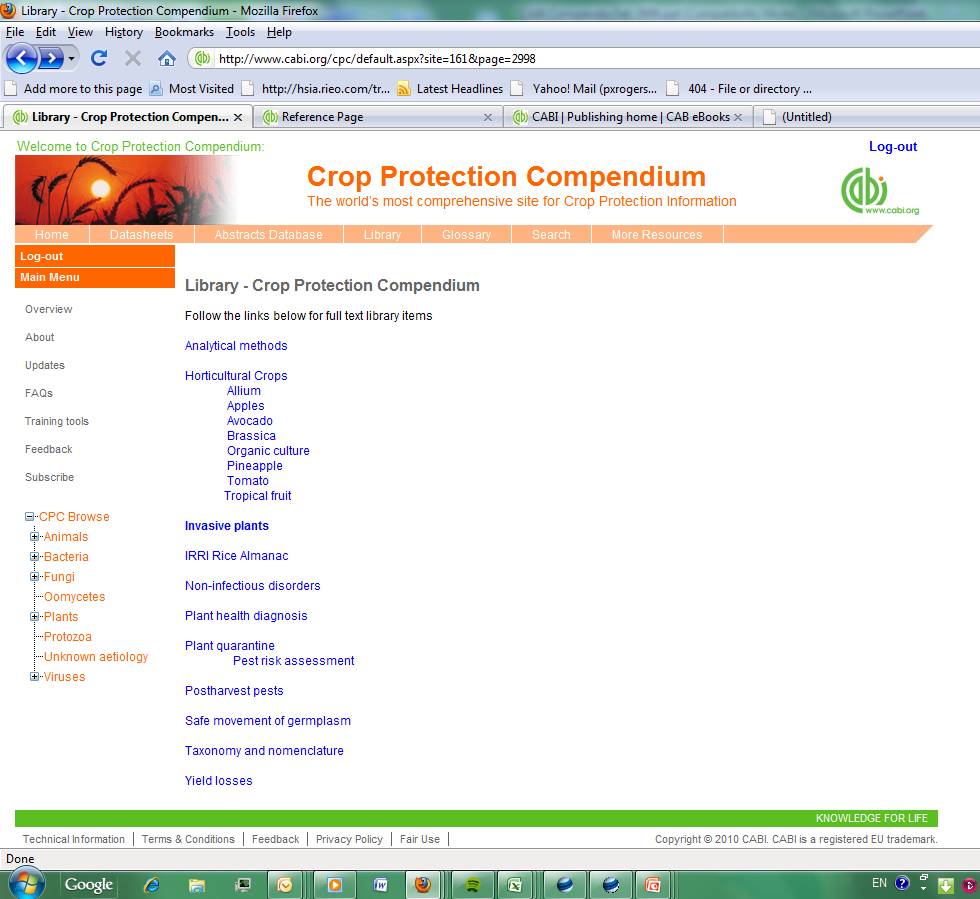 Library - Crop Protection Compendium - Mozilla Firefox
File Edit View History Bookmarks Tools Help
http://www.cabi.org/cpc/default.aspx?site=161&page=2998
Add more to this page Most Visited http://hsia.rieo.com/tr... Latest Headlines Yahoo! Mail (pxrogers... 404 - File or directory ...
Library - Crop Protection Compen... Reference Page CABI | Publishing home | CAB eBooks (Untitled)
Welcome to Crop Protection Compendium: Log-out
Crop Protection Compendium
The world's most comprehensive site for Crop Protection Information
cabi
www.cabi.org
Home Datasheets Abstracts Database Library Glossary Search More Resources
Log-out
Main Menu
Overview
About
Updates
FAQs
Training tools
Feedback
Subscribe
CPC Browse
Animals
Bacteria
Fungi
Oomycetes
Plants
Protozoa
Unknown aetiology
Viruses
Library - Crop Protection Compendium
Follow the links below for full text library items
Analytical methods
Horticultural Crops
Allium
Apples
Avocado
Brassica
Organic culture
Pineapple
Tomato
Tropical fruit
Invasive plants
IRRI Rice Almanac
Non-infectious disorders
Plant health diagnosis
Plant quarantine
Pest risk assessment
Postharvest pests
Safe movement of germplasm
Taxonomy and nomenclature
Yield losses
KNOWLEDGE FOR LIFE
Technical Information Terms & Conditions Feedback Privacy Policy Fair Use Copyright © 2010 CABI. CABI is a registered EU trademark.
Done
Google EN